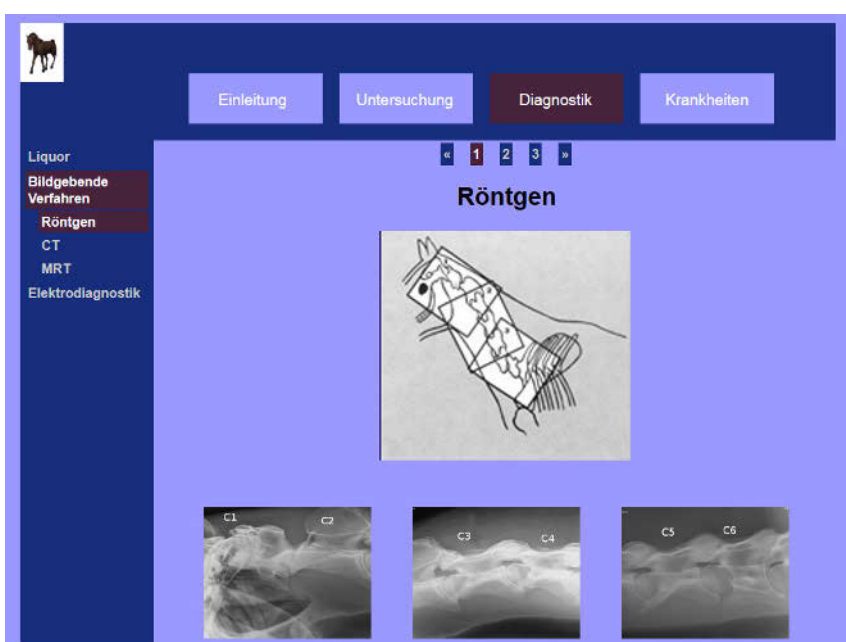 Einleitung
Untersuchung
Diagnostik
Krankheiten
Liquor
Bildgebende
Verfahren
Röntgen
CT
MRT
Elektrodiagnostik
« 1 2 3 »
Röntgen
C1 C2
C3 C4
C5 C6